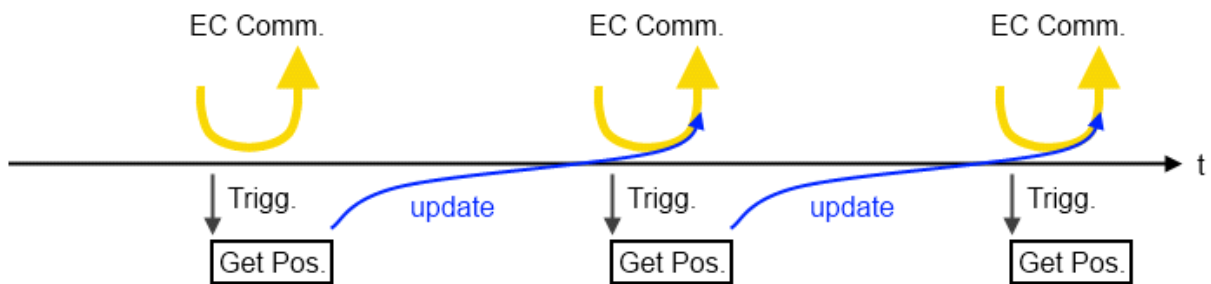 EC Comm.
EC Comm.
EC Comm.
t
Trigg.
update
Trigg.
update
Trigg.
Get Pos.
Get Pos.
Get Pos.